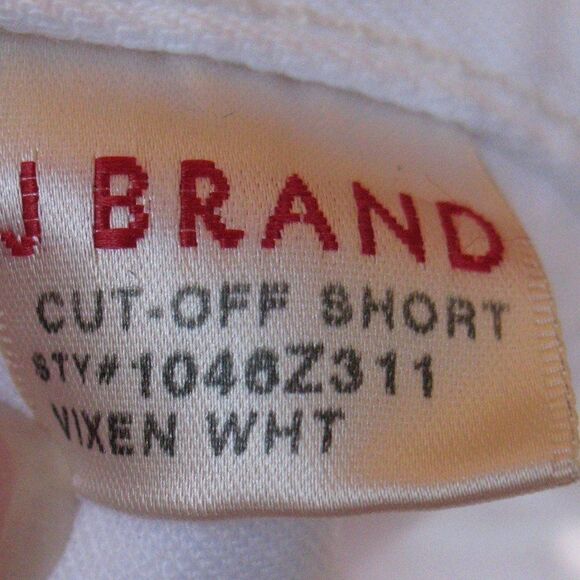 J BRAND
CUT-OFF SHORT
STY# 1046Z311
VIXEN WHT